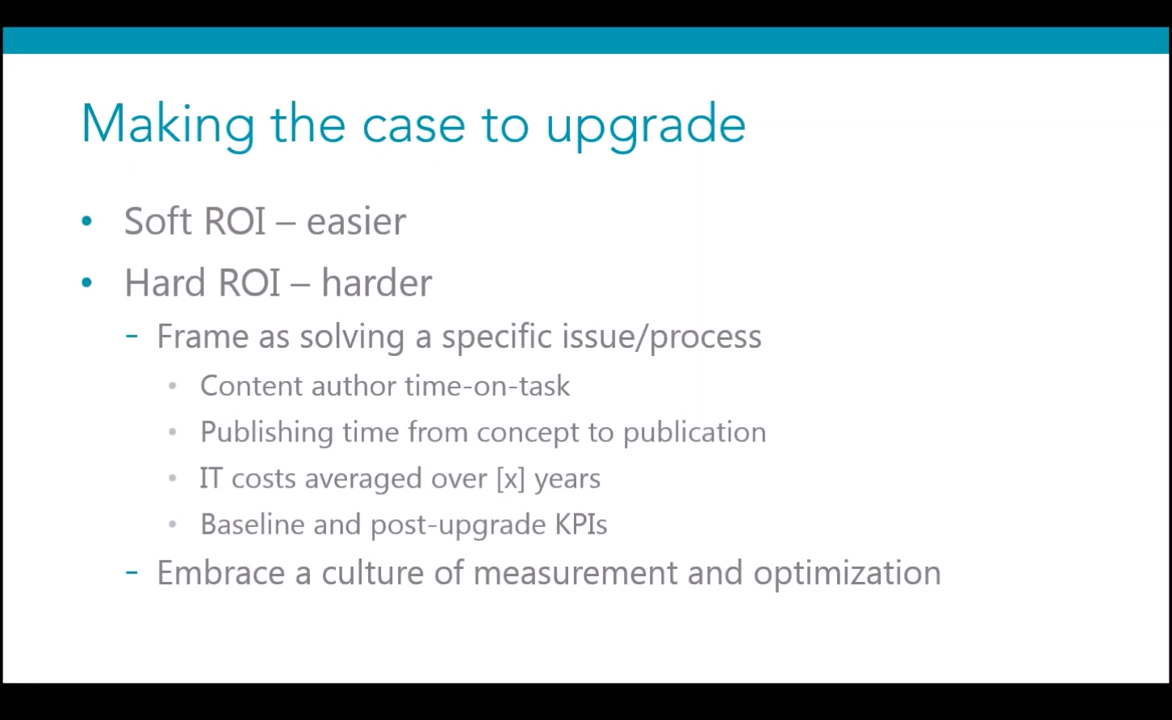 Making the case to upgrade
• Soft ROI – easier
• Hard ROI – harder
- Frame as solving a specific issue/process
• Content author time-on-task
• Publishing time from concept to publication
• IT costs averaged over [x] years
• Baseline and post-upgrade KPIs
- Embrace a culture of measurement and optimization